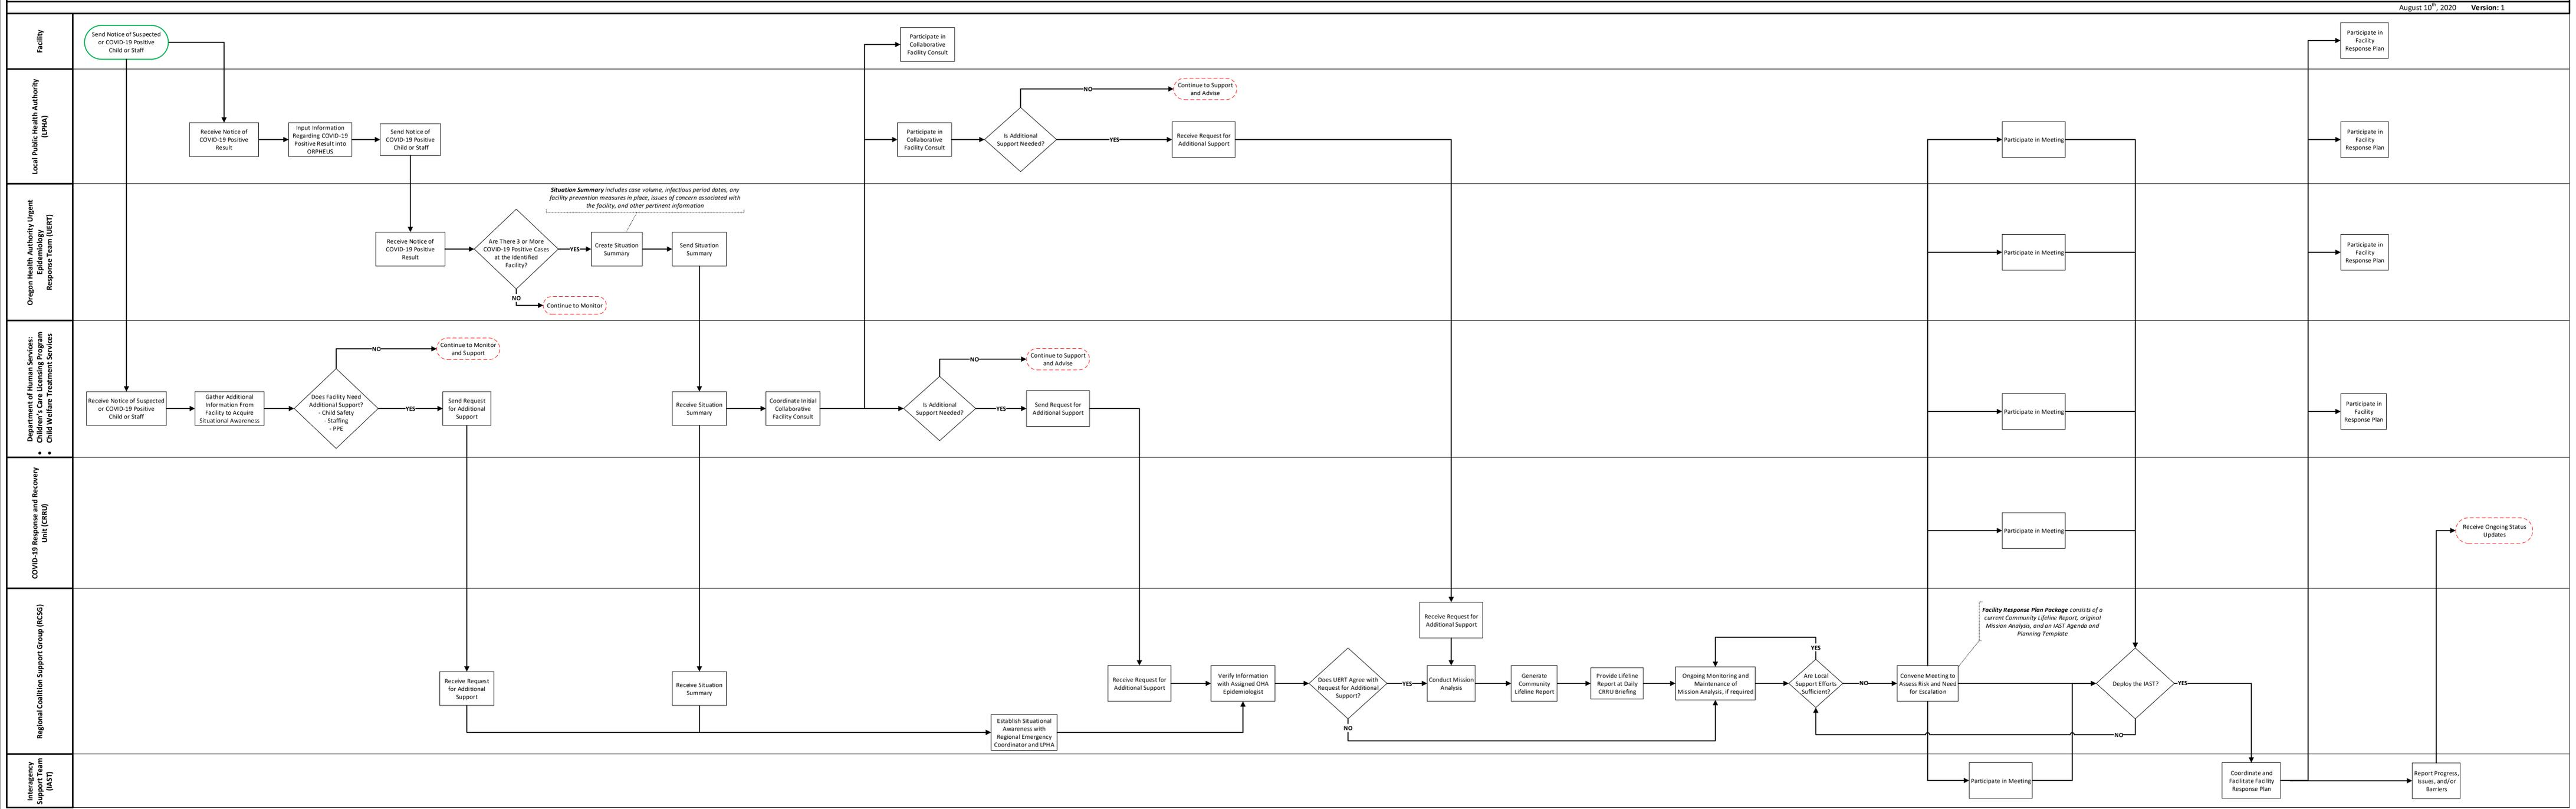 August 10th, 2020 Version: 1
Facility
Send Notice of Suspected
or COVID-19 Positive
Child or Staff
Participate in
Collaborative
Facility Consult
Participate in
Facility
Response Plan
Local Public Health Authority
(LPHA)
Receive Notice of
COVID-19 Positive
Result
Input Information
Regarding COVID-19
Positive Result into
ORPHEUS
Send Notice of
COVID-19 Positive
Child or Staff
Participate in
Collaborative
Facility Consult
Is Additional
Support Needed?
NO
Continue to Support
and Advise
YES
Receive Request for
Additional Support
Participate in Meeting
Participate in
Facility
Response Plan
Oregon Health Authority Urgent
Epidemiology
Response Team (UERT)
Receive Notice of
COVID-19 Positive
Result
Are There 3 or More
COVID-19 Positive Cases
at the Identified
Facility?
YES
NO
Continue to Monitor
Situation Summary includes case volume, infectious period dates, any
facility prevention measures in place, issues of concern associated with
the facility, and other pertinent information
Create Situation
Summary
Send Situation
Summary
Participate in Meeting
Participate in
Facility
Response Plan
Department of Human Services:
• Children's Care Licensing Program
• Child Welfare Treatment Services
Receive Notice of Suspected
or COVID-19 Positive
Child or Staff
Gather Additional
Information From
Facility to Acquire
Situational Awareness
Does Facility Need
Additional Support?
- Child Safety
- Staffing
- PPE
NO
Continue to Monitor
and Support
YES
Send Request
for Additional
Support
Receive Situation
Summary
Coordinate Initial
Collaborative
Facility Consult
Is Additional
Support Needed?
NO
Continue to Support
and Advise
YES
Send Request for
Additional Support
Participate in Meeting
Participate in
Facility
Response Plan
COVID-19 Response and Recovery
Unit (CRRU)
Participate in Meeting
Receive Ongoing Status
Updates
Regional Coalition Support Group (RCSG)
Receive Request
for Additional
Support
Receive Situation
Summary
Establish Situational
Awareness with
Regional Emergency
Coordinator and LPHA
Receive Request for
Additional Support
Verify Information
with Assigned OHA
Epidemiologist
Does UERT Agree with
Request for Additional
Support?
YES
NO
Receive Request for
Additional Support
Conduct Mission
Analysis
Generate
Community
Lifeline Report
Provide Lifeline
Report at Daily
CRRU Briefing
Ongoing Monitoring and
Maintenance of
Mission Analysis, if required
YES
Are Local
Support Efforts
Sufficient?
NO
Convene Meeting to
Assess Risk and Need
for Escalation
Facility Response Plan Package consists of a
current Community Lifeline Report, original
Mission Analysis, and an IAST Agenda and
Planning Template
Deploy the IAST?
YES
NO
Interagency
Support Team
(IAST)
Participate in Meeting
Coordinate and
Facilitate Facility
Response Plan
Report Progress,
Issues, and/or
Barriers